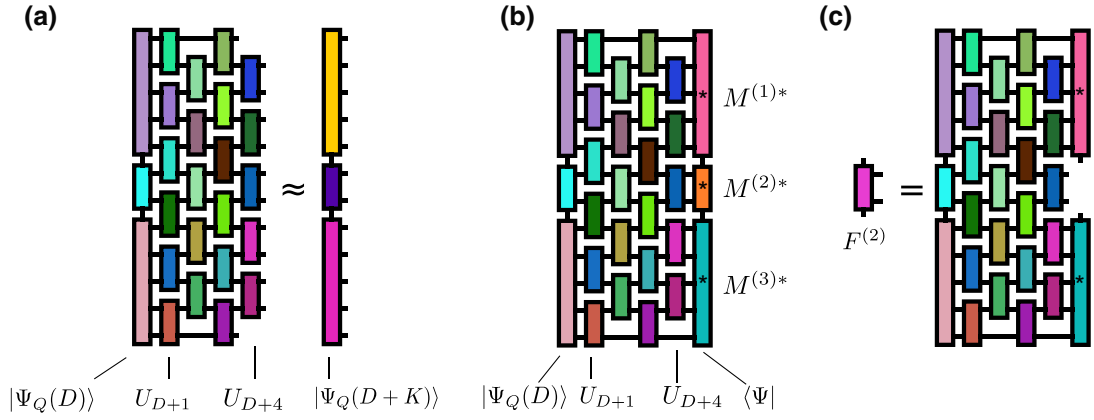 (a)
(b)
(c)
≈
=
* M^{(1)*}
* M^{(2)*}
* M^{(3)*}
F^{(2)}
*
*
|Ψ_Q(D)⟩ U_{D+1} U_{D+4} |Ψ_Q(D + K)⟩
|Ψ_Q(D)⟩ U_{D+1} U_{D+4} ⟨Ψ|